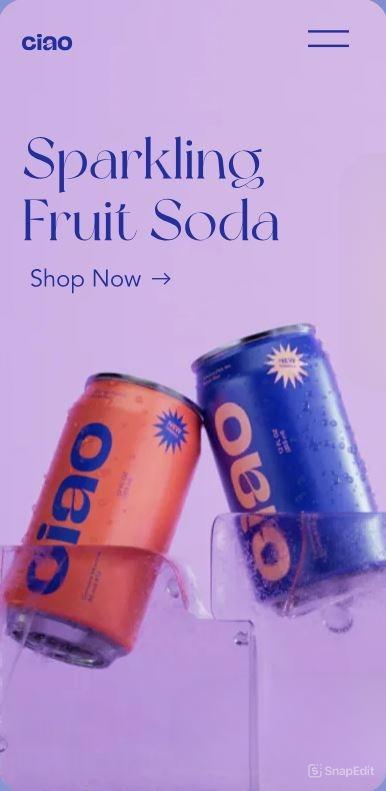 ciao
Sparkling
Fruit Soda
Shop Now →
NEW
ciao
NEW
ciao
SnapEdit